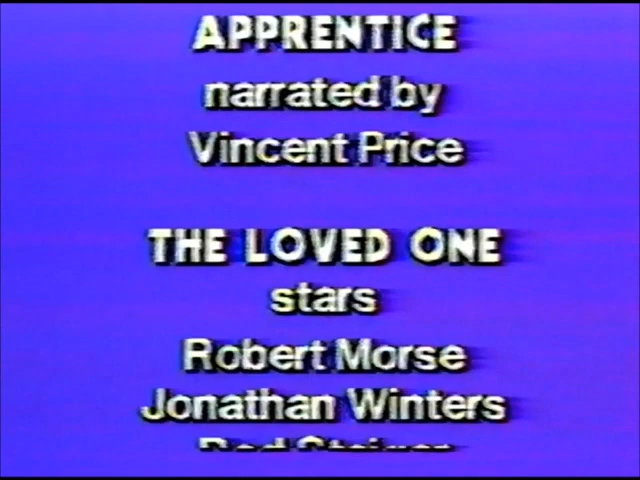 APPRENTICE
narrated by
Vincent Price
THE LOVED ONE
stars
Robert Morse
Jonathan Winters